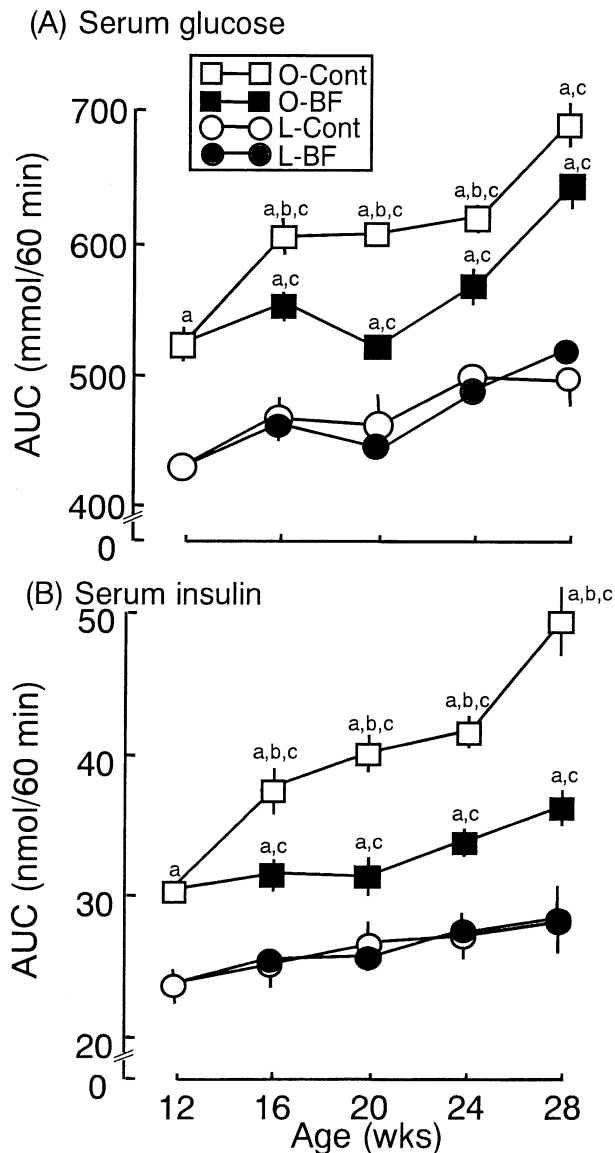 (A) Serum glucose
O-Cont
O-BF
L-Cont
L-BF
AUC (mmol/60 min)
700
600
500
400
0
a
a,b,c
a,b,c
a,b,c
a,c
a,c
a,c
a,c
a,c
(B) Serum insulin
AUC (nmol/60 min)
50
40
30
20
0
a
a,b,c
a,b,c
a,b,c
a,b,c
a,c
a,c
a,c
a,c
12 16 20 24 28
Age (wks)